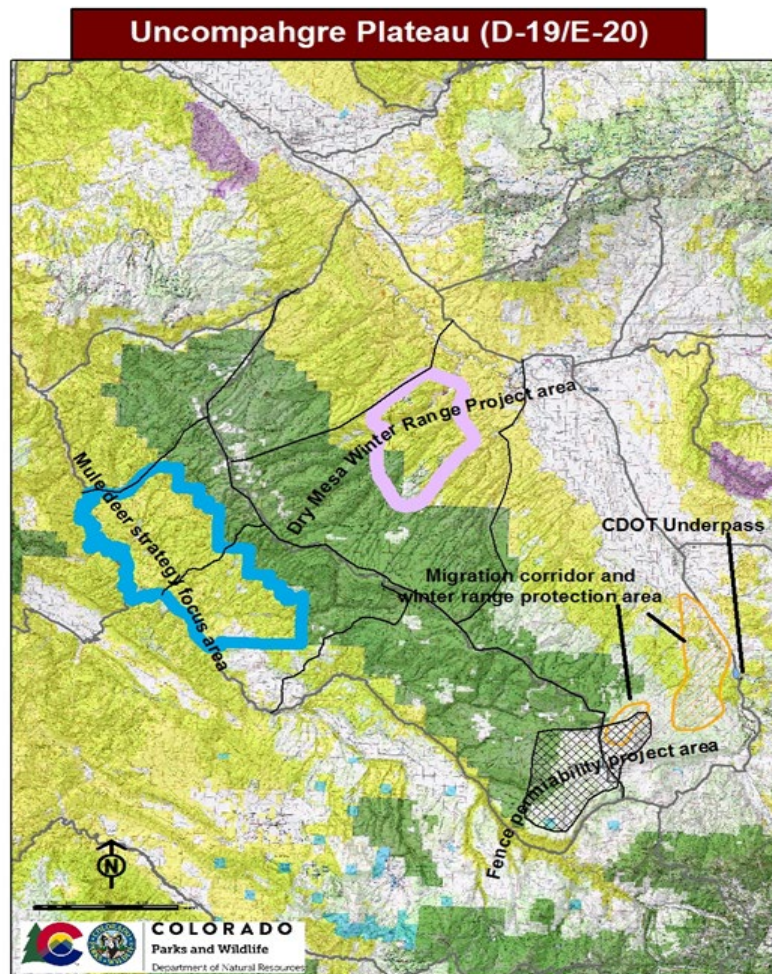 Uncompahgre Plateau (D-19/E-20)
Dry Mesa Winter Range Project area
Mule deer strategy focus area
CDOT Underpass
Migration corridor and
winter range protection area
Fence permiability project area
N
COLORADO
Parks and Wildlife
Department of Natural Resources